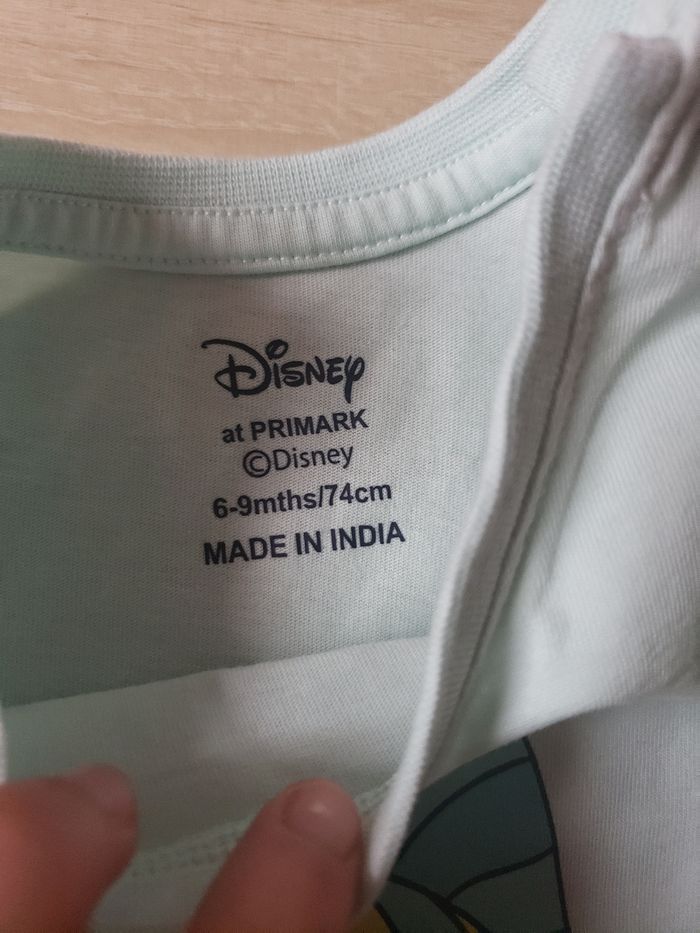 Disney
at PRIMARK
©Disney
6-9mths/74cm
MADE IN INDIA